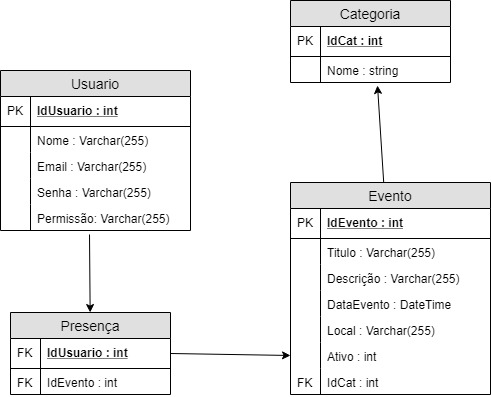 Categoria
PK IdCat : int
Nome : string
Usuario
PK IdUsuario : int
Nome : Varchar(255)
Email : Varchar(255)
Senha : Varchar(255)
Permissão: Varchar(255)
Evento
PK IdEvento : int
Titulo : Varchar(255)
Descrição : Varchar(255)
DataEvento : DateTime
Local : Varchar(255)
Ativo : int
FK IdCat : int
Presença
FK IdUsuario : int
FK IdEvento : int